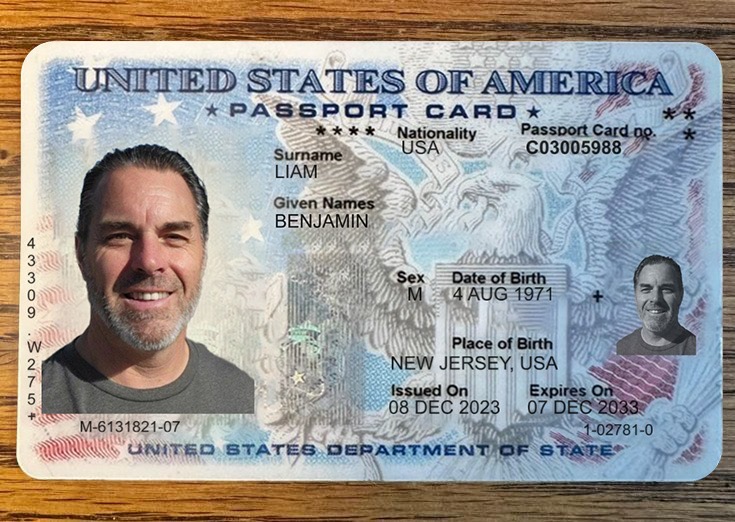 UNITED STATES OF AMERICA
★ PASSPORT CARD ★
**
**** Nationality Passport Card no. *
USA C03005988
Surname
LIAM
Given Names
BENJAMIN
Sex Date of Birth
M 4 AUG 1971 +
Place of Birth
NEW JERSEY, USA
Issued On Expires On
08 DEC 2023 07 DEC 2033
43309.W275+
M-6131821-07 1-02781-0
UNITED STATES DEPARTMENT OF STATE